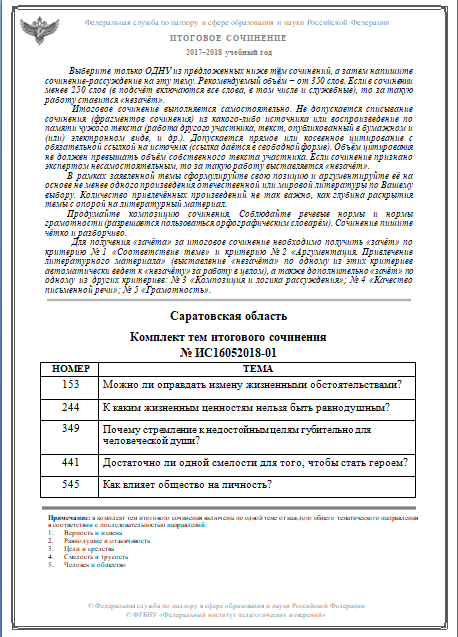 Федеральная служба по надзору в сфере образования и науки Российской Федерации
ИТОГОВОЕ СОЧИНЕНИЕ
2017–2018 учебный год
Выберите только ОДНУ из предложенных ниже тем сочинений, а затем напишите
сочинение-рассуждение на эту тему. Рекомендуемый объём – от 350 слов. Если в сочинении
менее 250 слов (в подсчёт включаются все слова, в том числе и служебные), то за такую
работу ставится «незачёт».
Итоговое сочинение выполняется самостоятельно. Не допускается списывание
сочинения (фрагментов сочинения) из какого-либо источника или воспроизведение по
памяти чужого текста (работа другого участника, текст, опубликованный в бумажном и
(или) электронном виде, и др.). Допускается прямое или косвенное цитирование с
обязательной ссылкой на источник (ссылка даётся в свободной форме). Объём цитирования
не должен превышать объём собственного текста участника. Если сочинение признано
экспертом несамостоятельным, то за такую работу выставляется «незачёт».
В рамках заявленной темы сформулируйте свою позицию и аргументируйте её на
основе не менее одного произведения отечественной или мировой литературы по Вашему
выбору. Количество привлечённых произведений не так важно, как глубина раскрытия
темы с опорой на литературный материал.
Продумайте композицию сочинения. Соблюдайте речевые нормы и нормы
грамотности (разрешается пользоваться орфографическим словарём). Сочинение пишите
чётко и разборчиво.
Для получения «зачёта» за итоговое сочинение необходимо получить «зачёт» по
критерию № 1 «Соответствие теме» и критерию № 2 «Аргументация. Привлечение
литературного материала» (выставление «незачёта» по одному из этих критериев
автоматически ведет к «незачёту» за работу в целом), а также дополнительно «зачёт» по
одному из других критериев: № 3 «Композиция и логика рассуждения»; № 4 «Качество
письменной речи»; № 5 «Грамотность».
Саратовская область
Комплект тем итогового сочинения
№ ИС16052018-01
НОМЕР ТЕМА
153 Можно ли оправдать измену жизненными обстоятельствами?
244 К каким жизненным ценностям нельзя быть равнодушным?
349 Почему стремление к недостойным целям губительно для
человеческой души?
441 Достаточно ли одной смелости для того, чтобы стать героем?
545 Как влияет общество на личность?
Примечание: в комплект тем итогового сочинения включены по одной теме от каждого общего тематического направления
в соответствии с последовательностью направлений:
1. Верность и измена
2. Равнодушие и отзывчивость
3. Цели и средства
4. Смелость и трусость
5. Человек и общество
© Федеральная служба по надзору в сфере образования и науки Российской Федерации
© ФГБНУ «Федеральный институт педагогических измерений»